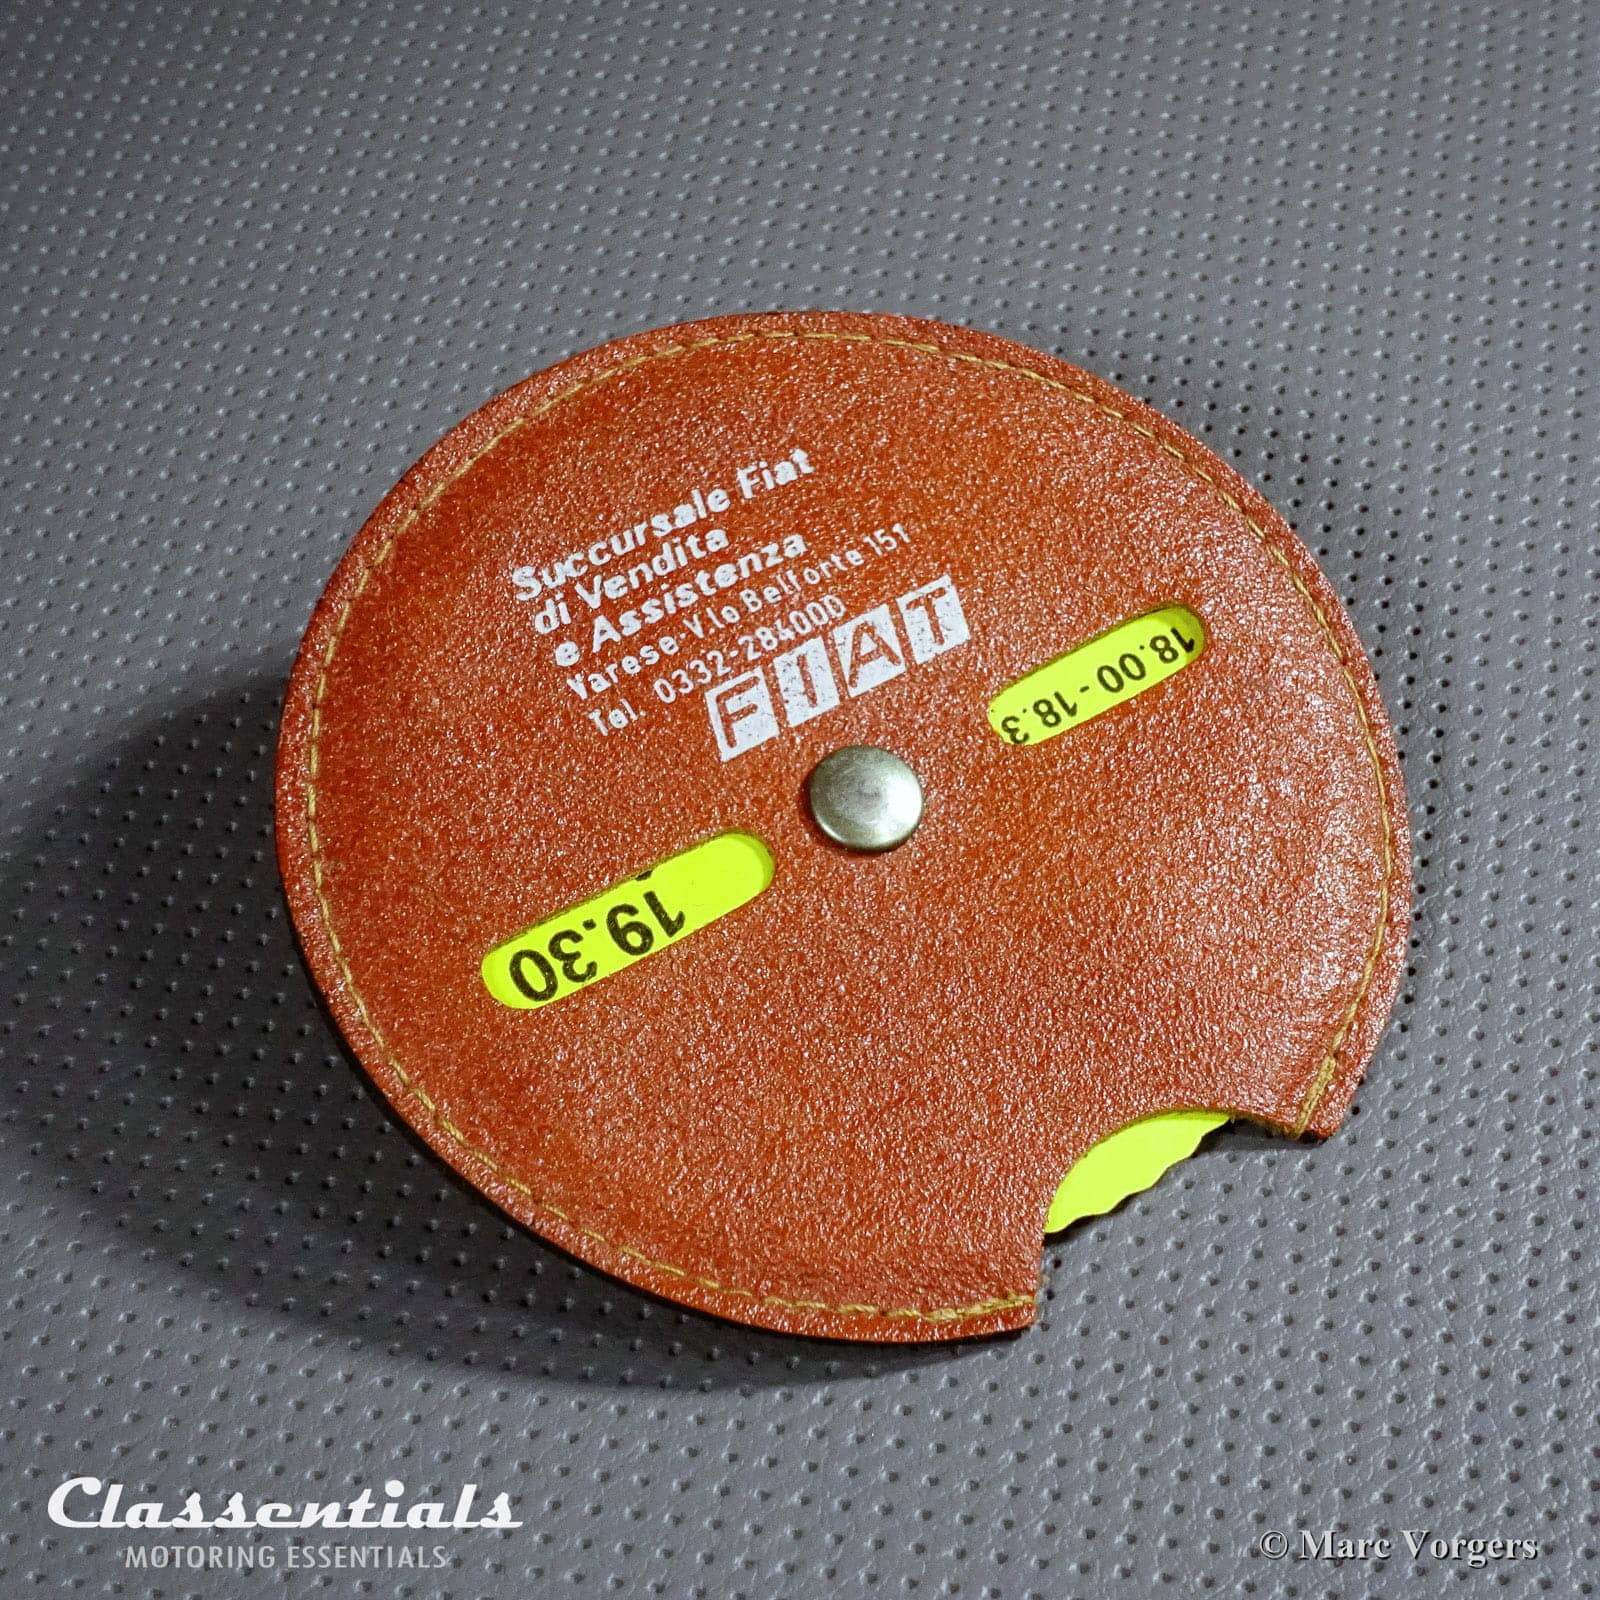 Succursale Fiat
di Vendita
e Assistenza
Varese-V.le Belforte 151
Tel. 0332-284000
FIAT
18.00 - 18.3
19.30
Classentials
MOTORING ESSENTIALS
© Marc Vorgers